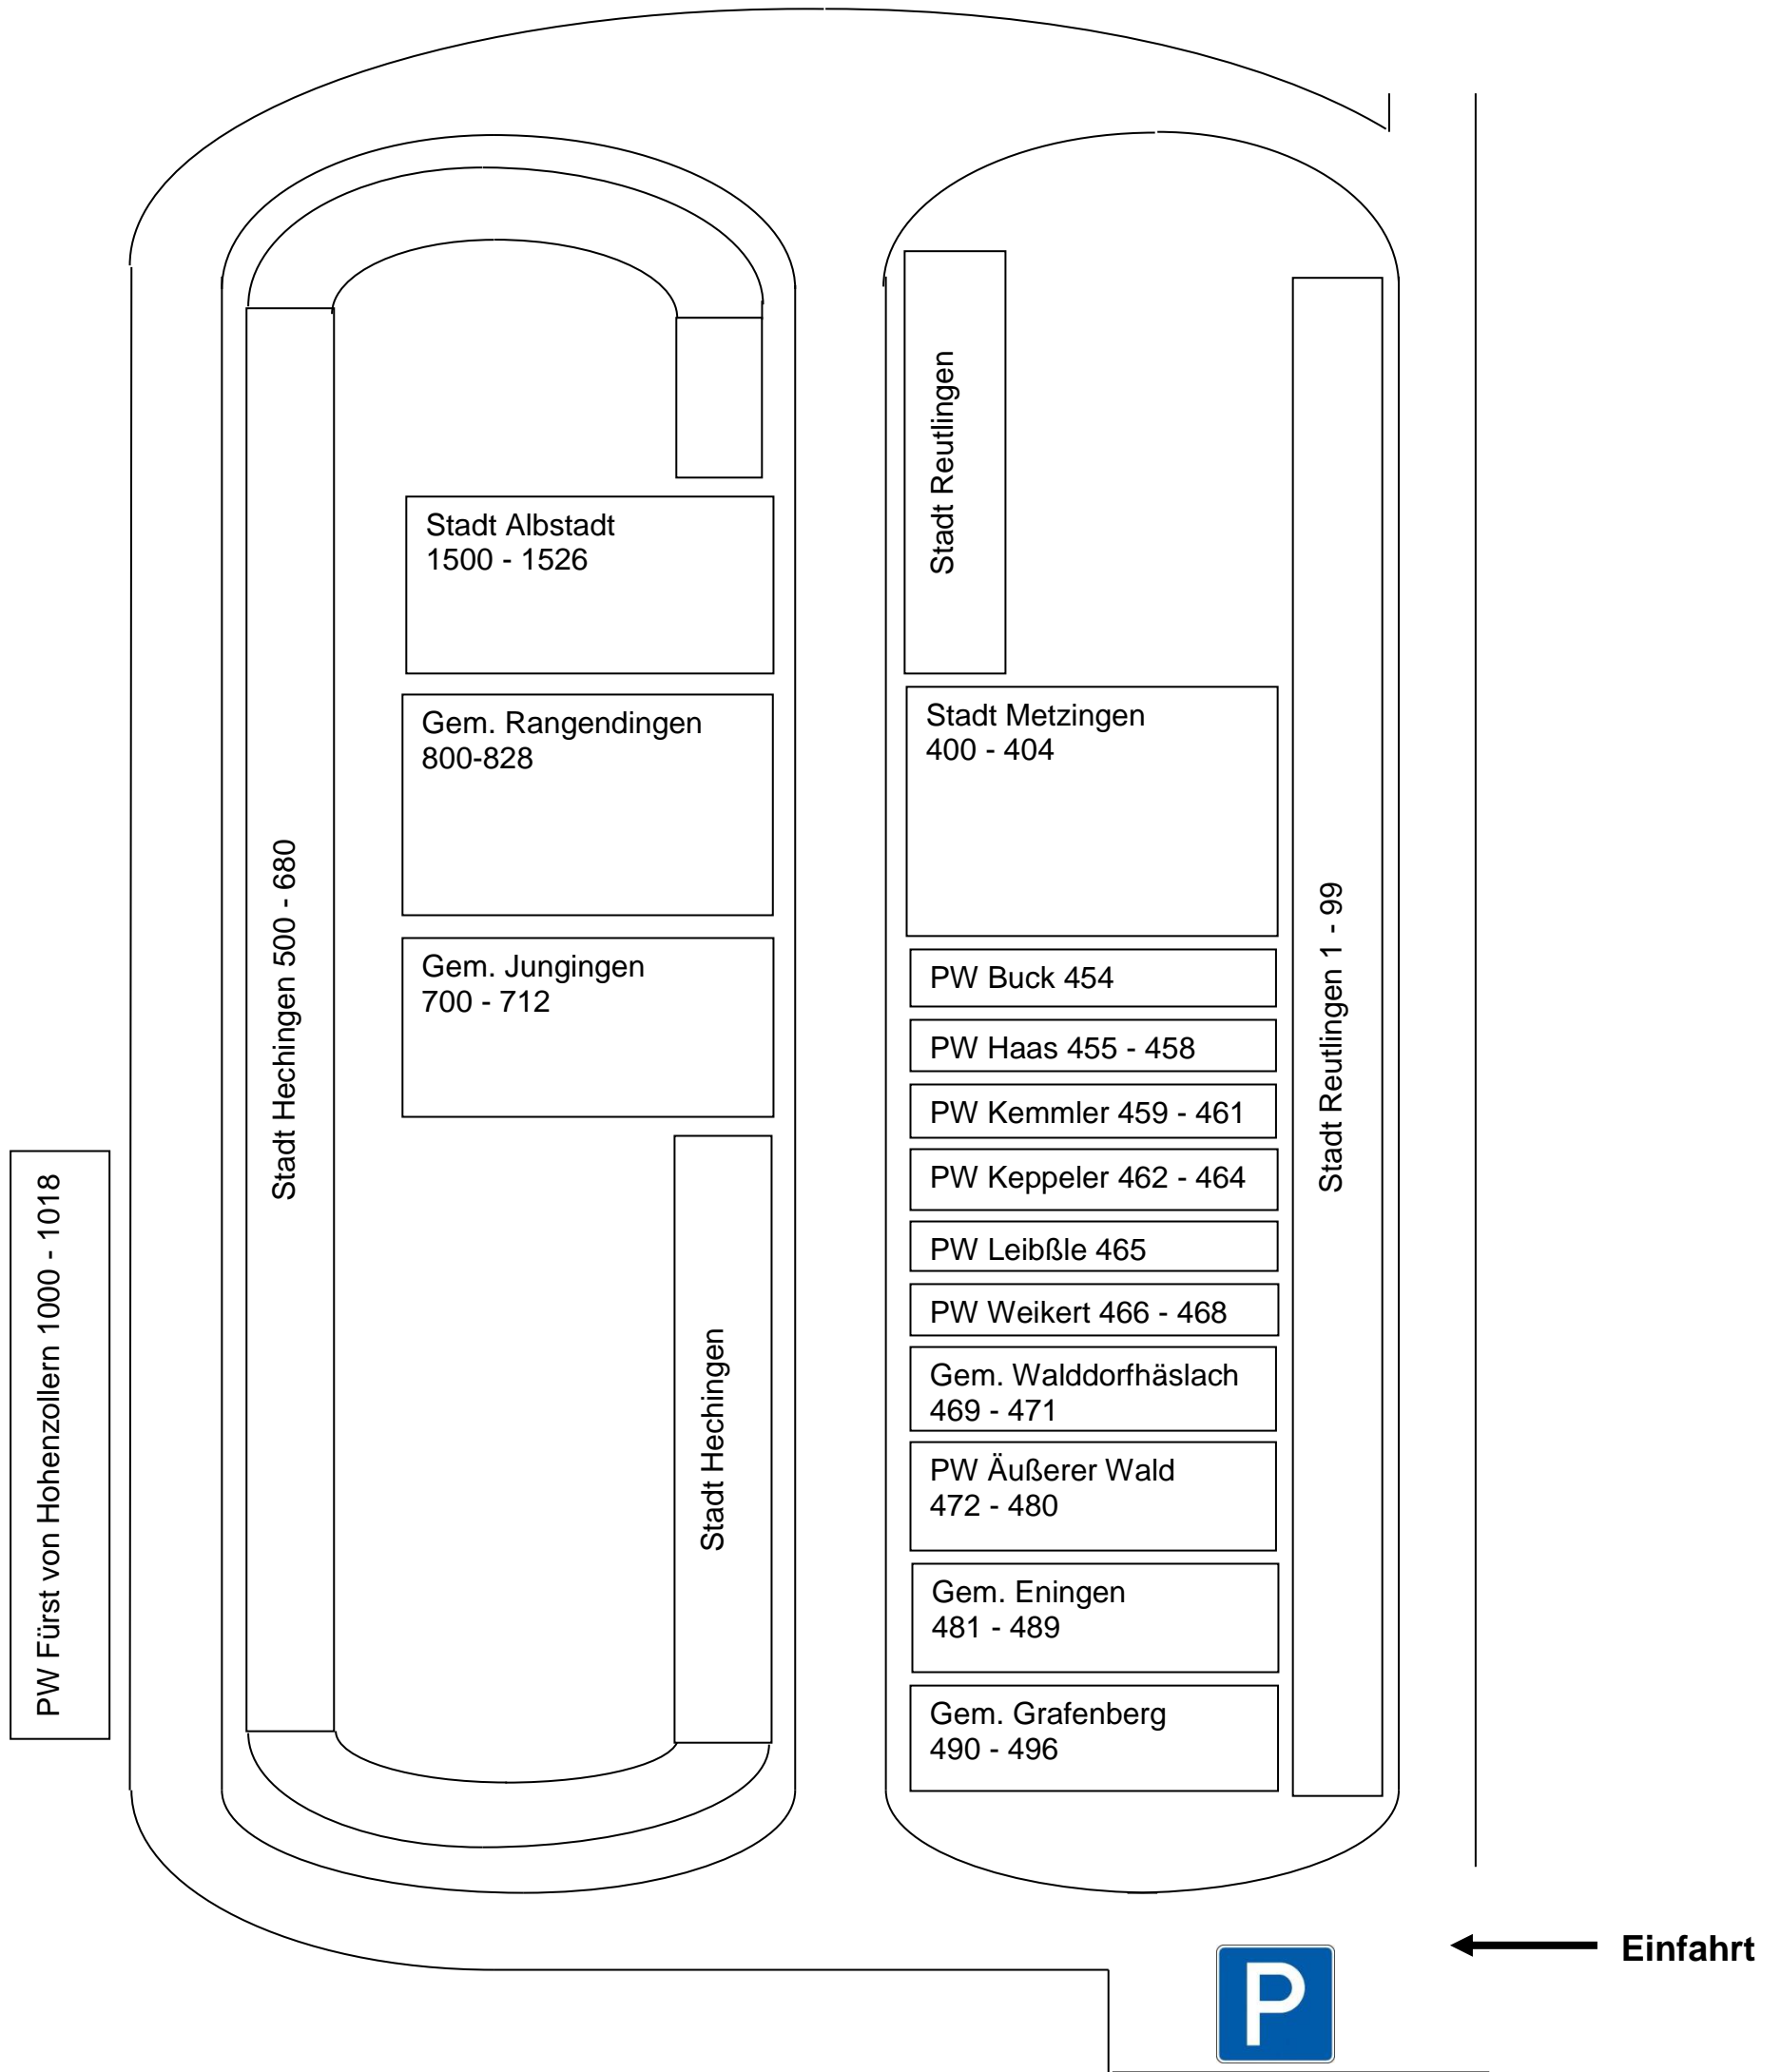 Stadt Reutlingen
Stadt Albstadt
1500 - 1526
Gem. Rangendingen
800-828
Stadt Metzingen
400 - 404
Stadt Hechingen 500 - 680
Stadt Reutlingen 1 - 99
Gem. Jungingen
700 - 712
PW Buck 454
PW Haas 455 - 458
PW Kemmler 459 - 461
PW Keppeler 462 - 464
PW Leibßle 465
PW Weikert 466 - 468
PW Fürst von Hohenzollern 1000 - 1018
Stadt Hechingen
Gem. Walddorfhäslach
469 - 471
PW Äußerer Wald
472 - 480
Gem. Eningen
481 - 489
Gem. Grafenberg
490 - 496
Einfahrt
P